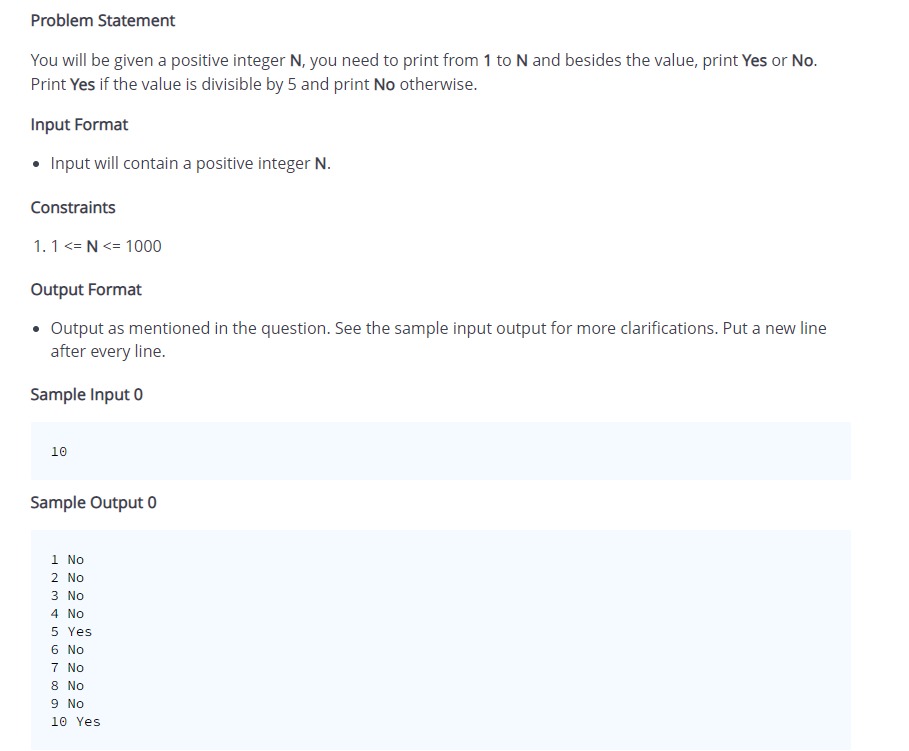 Problem Statement
You will be given a positive integer N, you need to print from 1 to N and besides the value, print Yes or No.
Print Yes if the value is divisible by 5 and print No otherwise.
Input Format
• Input will contain a positive integer N.
Constraints
1. 1 <= N <= 1000
Output Format
• Output as mentioned in the question. See the sample input output for more clarifications. Put a new line
after every line.
Sample Input 0
10
Sample Output 0
1 No
2 No
3 No
4 No
5 Yes
6 No
7 No
8 No
9 No
10 Yes